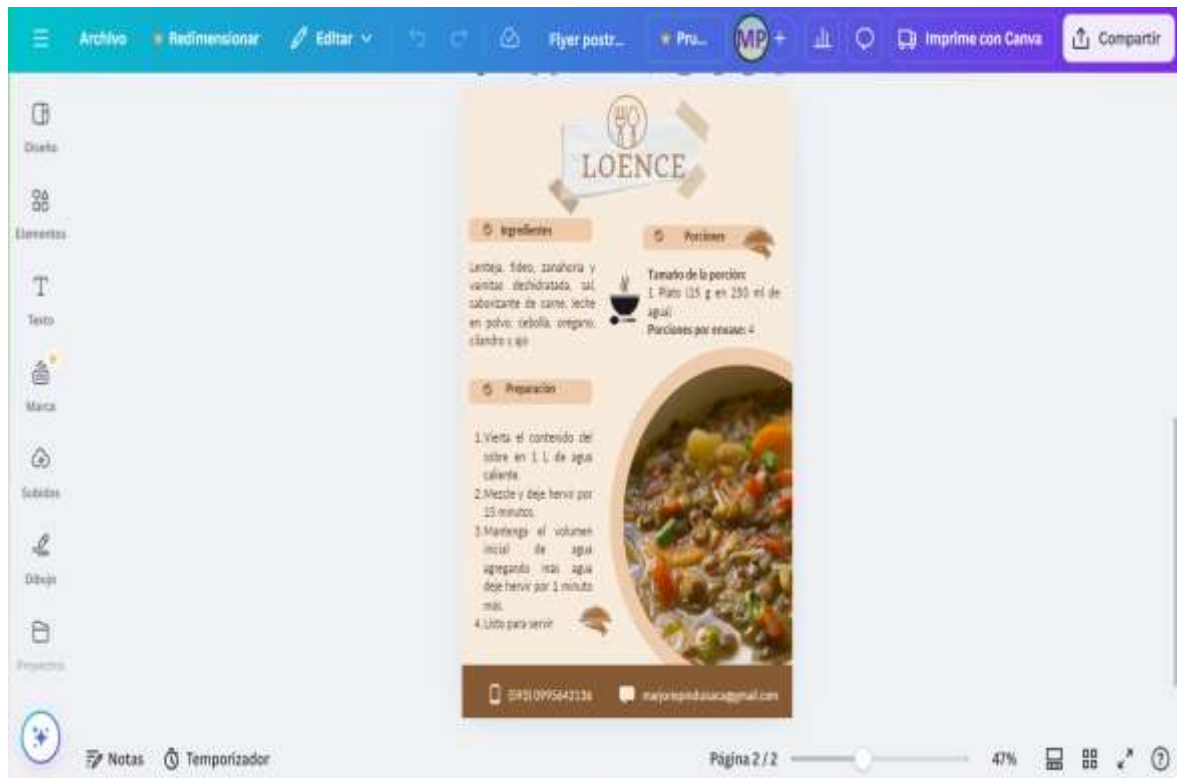 Archivo
Redimensionar
Editar
Flyer postr...
Pru...
MP
Imprime con Canva
Compartir
Diseño
Elementos
Texto
Marca
Subidas
Dibujo
Proyectos
LOENCE
Ingredientes
Lenteja, fideo, zanahoria y
vainitas deshidratada, sal,
saborizante de carne, leche
en polvo, cebolla, oregano,
cilandro y ajo
Porciones
Tamaño de la porción:
1 Plato (15 g en 250 ml de
agua)
Porciones por envase: 4
Preparación
1.Vierta el contenido del
sobre en 1 L de agua
caliente.
2.Mezcle y deje hervir por
15 minutos.
3.Mantenga el volumen
inicial de agua
agregando más agua
deje hervir por 1 minuto
más.
4.Listo para servir
Notas
Temporizador
Página 2 / 2
47%